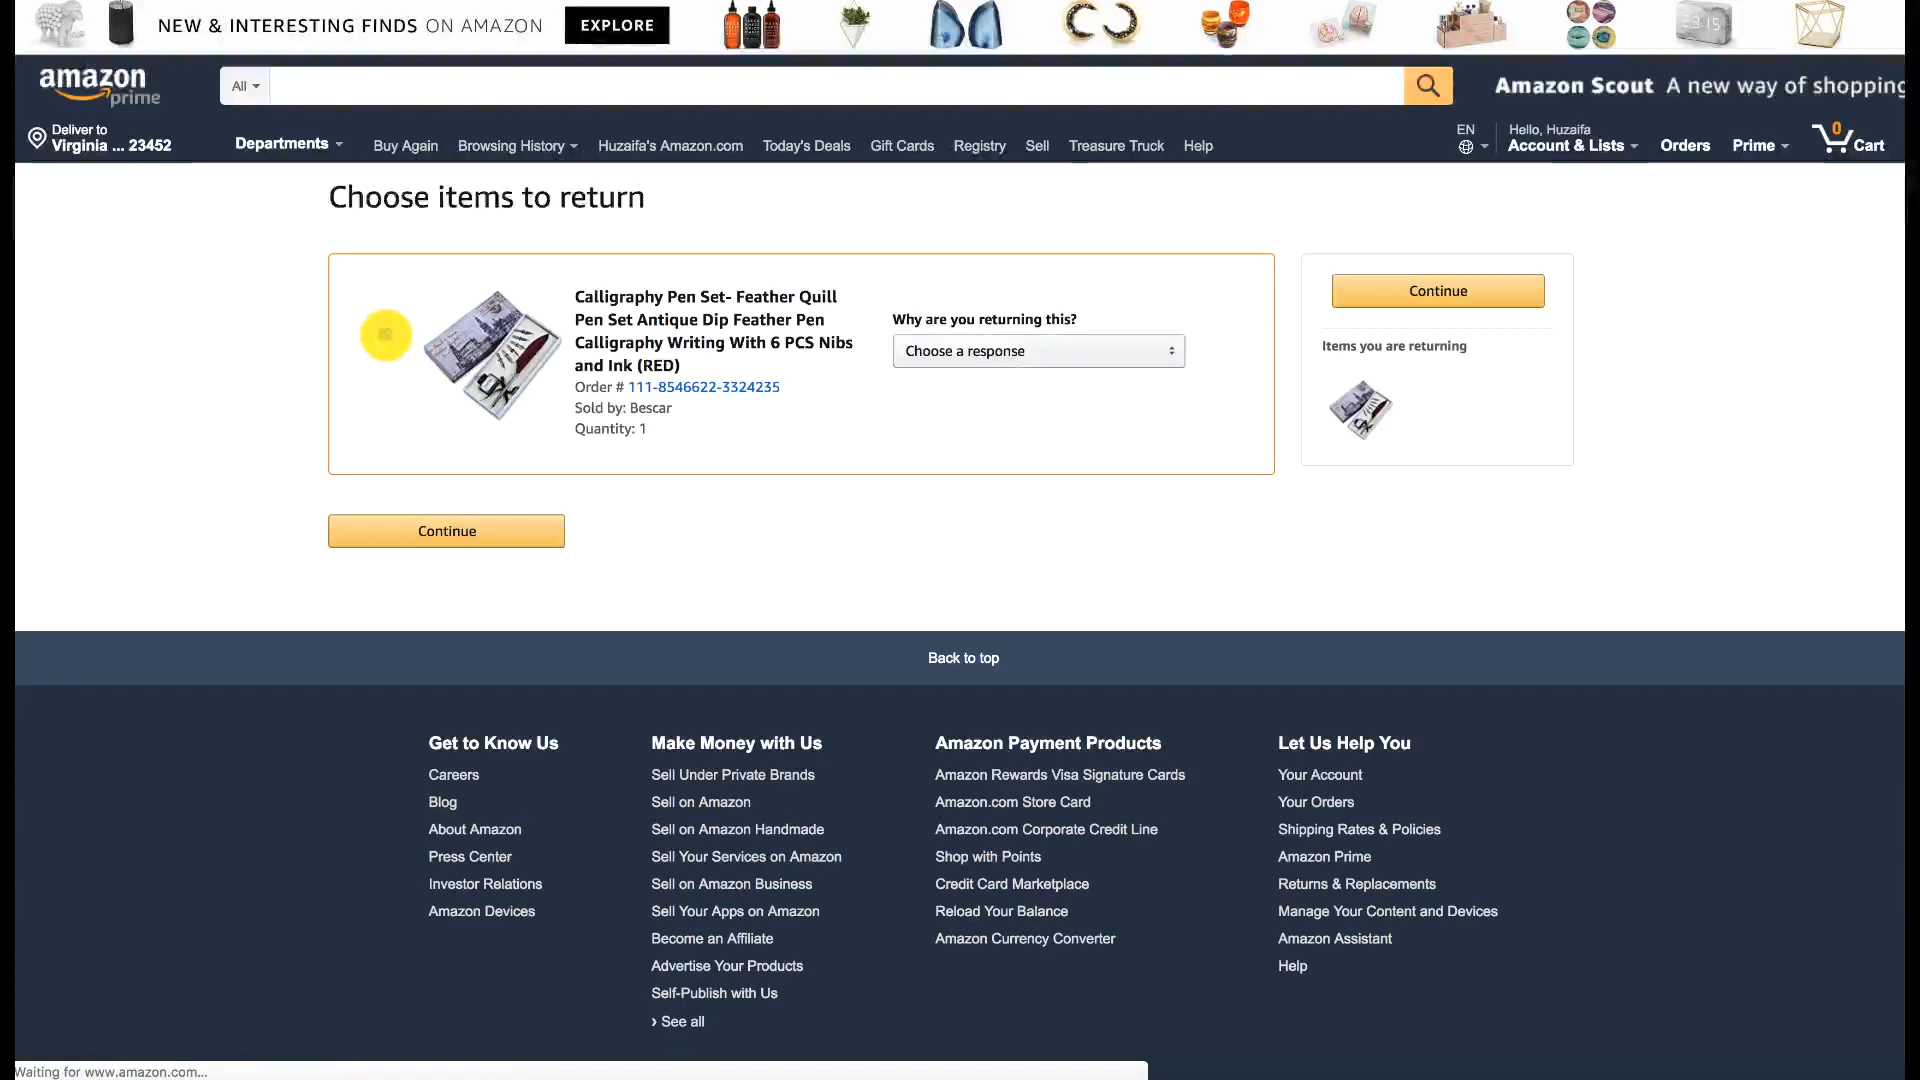 NEW & INTERESTING FINDS ON AMAZON EXPLORE
2315
amazon prime
All
Amazon Scout A new way of shopping
Deliver to
Virginia ... 23452
Departments
Buy Again
Browsing History
Huzaifa's Amazon.com
Today's Deals
Gift Cards
Registry
Sell
Treasure Truck
Help
EN
Hello, Huzaifa
Account & Lists
Orders
Prime
0
Cart
Choose items to return
Calligraphy Pen Set- Feather Quill
Pen Set Antique Dip Feather Pen
Calligraphy Writing With 6 PCS Nibs
and Ink (RED)
Order # 111-8546622-3324235
Sold by: Bescar
Quantity: 1
Why are you returning this?
Choose a response
Continue
Items you are returning
Continue
Back to top
Get to Know Us
Careers
Blog
About Amazon
Press Center
Investor Relations
Amazon Devices
Make Money with Us
Sell Under Private Brands
Sell on Amazon
Sell on Amazon Handmade
Sell Your Services on Amazon
Sell on Amazon Business
Sell Your Apps on Amazon
Become an Affiliate
Advertise Your Products
Self-Publish with Us
› See all
Amazon Payment Products
Amazon Rewards Visa Signature Cards
Amazon.com Store Card
Amazon.com Corporate Credit Line
Shop with Points
Credit Card Marketplace
Reload Your Balance
Amazon Currency Converter
Let Us Help You
Your Account
Your Orders
Shipping Rates & Policies
Amazon Prime
Returns & Replacements
Manage Your Content and Devices
Amazon Assistant
Help
Waiting for www.amazon.com...